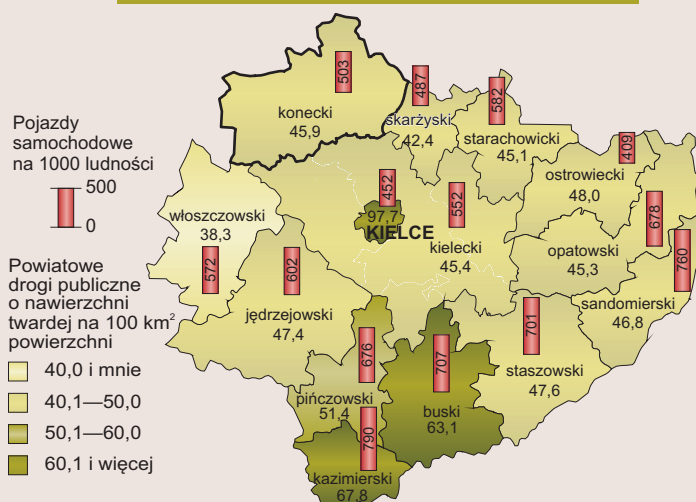 Pojazdy
samochodowe
na 1000 ludności
500
0
Powiatowe
drogi publiczne
o nawierzchni
twardej na 100 km²
powierzchni
40,0 i mnie
40,1—50,0
50,1—60,0
60,1 i więcej
503
konecki
45,9
487
skarżyski
42,4
582
starachowicki
45,1
409
ostrowiecki
48,0
włoszczowski
38,3
572
452
97,7
KIELCE
552
kielecki
45,4
678
opatowski
45,3
760
sandomierski
46,8
602
jędrzejowski
47,4
676
pińczowski
51,4
707
buski
63,1
701
staszowski
47,6
790
kazimierski
67,8